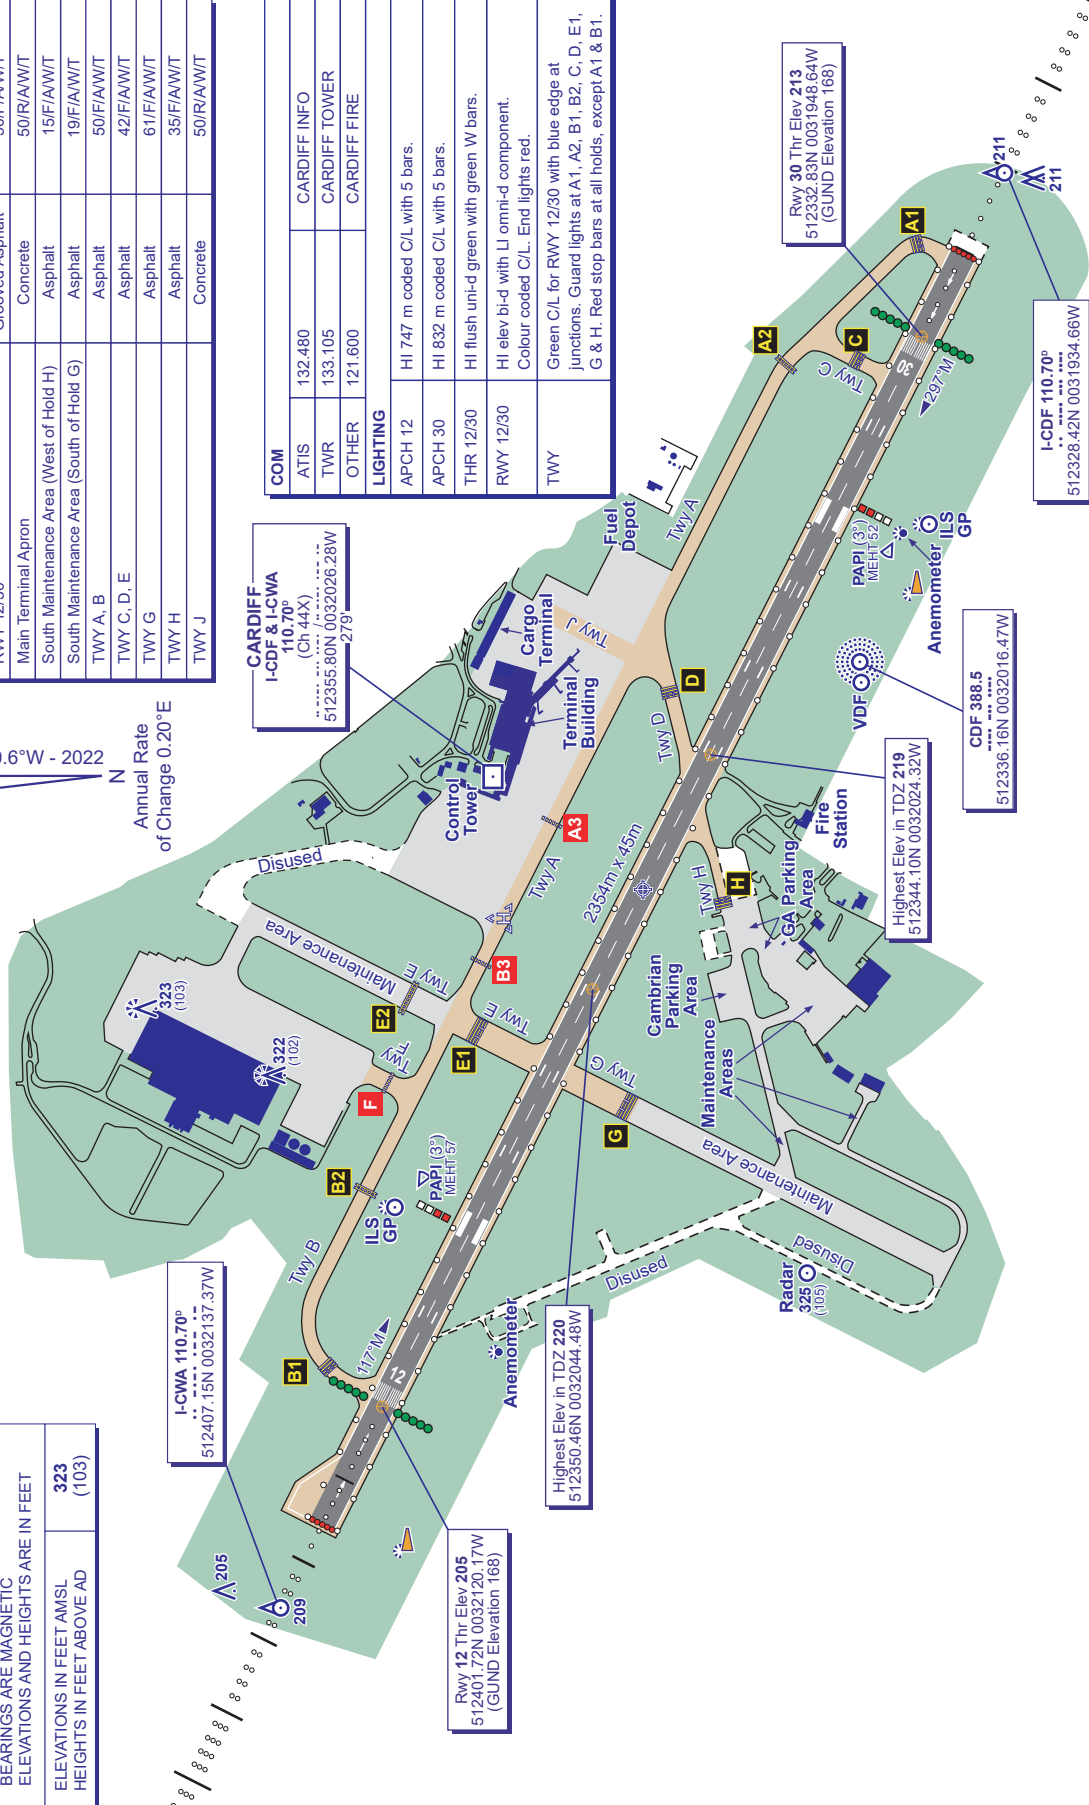 BEARINGS ARE MAGNETIC
ELEVATIONS AND HEIGHTS ARE IN FEET
ELEVATIONS IN FEET AMSL
HEIGHTS IN FEET ABOVE AD
323
(103)
Main Terminal Apron Concrete 50/R/A/W/T
South Maintenance Area (West of Hold H) Asphalt 15/F/A/W/T
South Maintenance Area (South of Hold G) Asphalt 19/F/A/W/T
TWY A, B Asphalt 50/F/A/W/T
TWY C, D, E Asphalt 42/F/A/W/T
TWY G Asphalt 61/F/A/W/T
TWY H Asphalt 35/F/A/W/T
TWY J Concrete 50/R/A/W/T
.6°W - 2022
N
Annual Rate
of Change 0.20°E
COM
ATIS 132.480 CARDIFF INFO
TWR 133.105 CARDIFF TOWER
OTHER 121.600 CARDIFF FIRE
LIGHTING
APCH 12 HI 747 m coded C/L with 5 bars.
APCH 30 HI 832 m coded C/L with 5 bars.
THR 12/30 HI flush uni-d green with green W bars.
RWY 12/30 HI elev bi-d with LI omni-d component.
Colour coded C/L. End lights red.
TWY Green C/L for RWY 12/30 with blue edge at
junctions. Guard lights at A1, A2, B1, B2, C, D, E1,
G & H. Red stop bars at all holds, except A1 & B1.
CARDIFF
I-CDF & I-CWA
110.70ᴰ
(Ch 44X)
512355.80N 0032026.28W
279'
I-CWA 110.70ᴰ
512407.15N 0032137.37W
205
209
Rwy 12 Thr Elev 205
512401.72N 0032120.17W
(GUND Elevation 168)
Highest Elev in TDZ 220
512350.46N 0032044.48W
Highest Elev in TDZ 219
512344.10N 0032024.32W
CDF 388.5
512336.16N 0032016.47W
I-CDF 110.70ᴰ
512328.42N 0031934.66W
Rwy 30 Thr Elev 213
512332.83N 0031948.64W
(GUND Elevation 168)
211
211
323
(103)
322
(102)
Disused
Maintenance Area
Twy E
E2
Twy F
F
B2
Twy B
B1
ILS
GP
PAPI (3°)
MEHT 57
117°M
12
Anemometer
E1
Twy E
B3
H
Twy A
A3
Control
Tower
Terminal
Building
Cargo
Terminal
Twy J
Fuel
Depot
Twy A
A2
A1
C
Twy C
30
297°M
D
Twy D
2354m x 45m
Twy H
H
Twy G
G
PAPI (3°)
MEHT 52
ILS
GP
Anemometer
VDF
Fire
Station
GA Parking
Area
Cambrian
Parking
Area
Maintenance
Areas
Maintenance Area
Disused
Disused
Radar
325
(105)